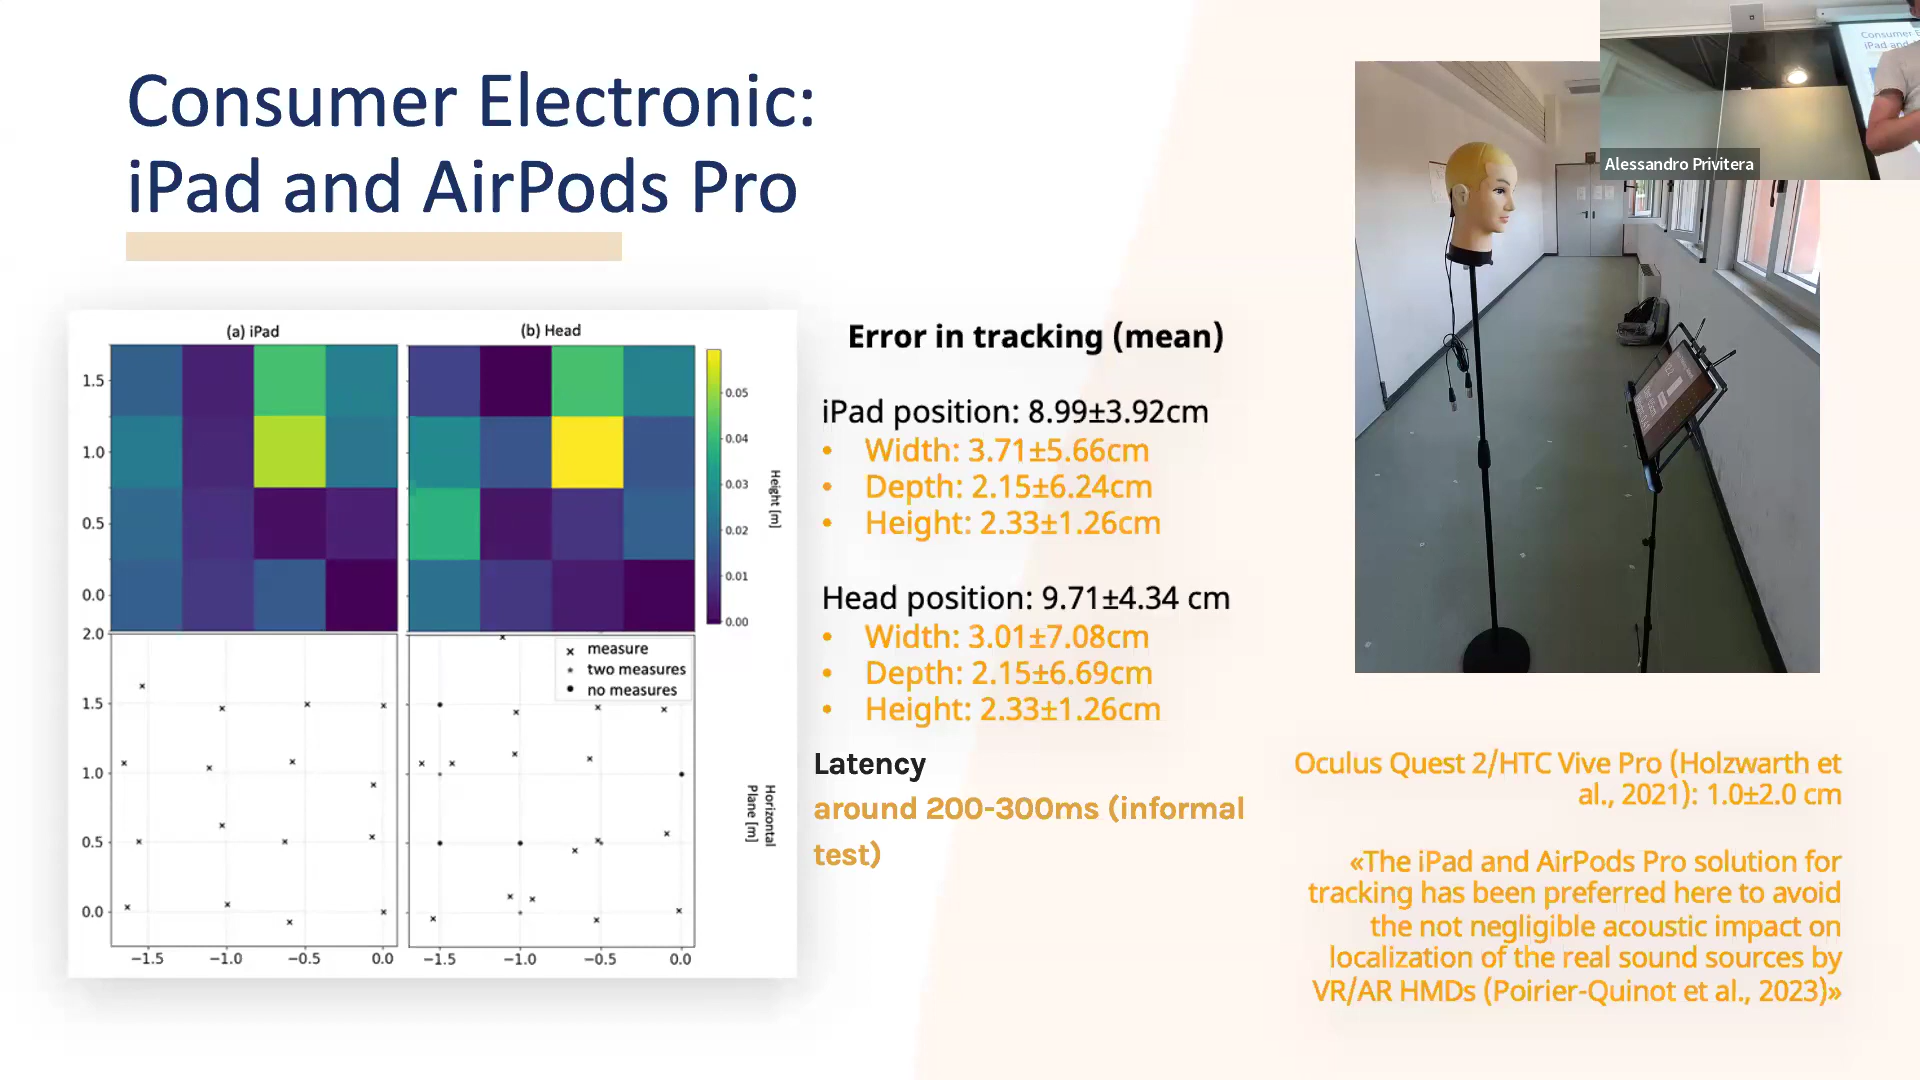 Consumer Electronic:
iPad and AirPods Pro
(a) iPad
(b) Head
1.5
1.0
0.5
0.0
0.05
0.04
0.03
0.02
0.01
0.00
Height [m]
2.0
1.5
1.0
0.5
0.0
measure
two measures
no measures
Horizontal
Plane [m]
−1.5
−1.0
−0.5
0.0
−1.5
−1.0
−0.5
0.0
Error in tracking (mean)
iPad position: 8.99±3.92cm
• Width: 3.71±5.66cm
• Depth: 2.15±6.24cm
• Height: 2.33±1.26cm
Head position: 9.71±4.34 cm
• Width: 3.01±7.08cm
• Depth: 2.15±6.69cm
• Height: 2.33±1.26cm
Latency
around 200-300ms (informal
test)
Alessandro Privitera
Consumer E
iPad and
Oculus Quest 2/HTC Vive Pro (Holzwarth et
al., 2021): 1.0±2.0 cm
«The iPad and AirPods Pro solution for
tracking has been preferred here to avoid
the not negligible acoustic impact on
localization of the real sound sources by
VR/AR HMDs (Poirier-Quinot et al., 2023)»